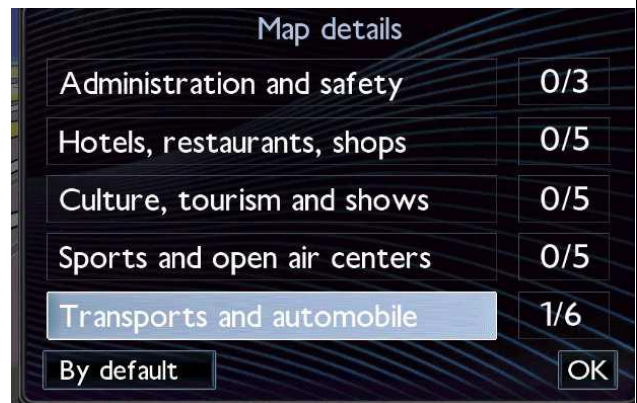 Map details
Administration and safety 0/3
Hotels, restaurants, shops 0/5
Culture, tourism and shows 0/5
Sports and open air centers 0/5
Transports and automobile 1/6
By default OK